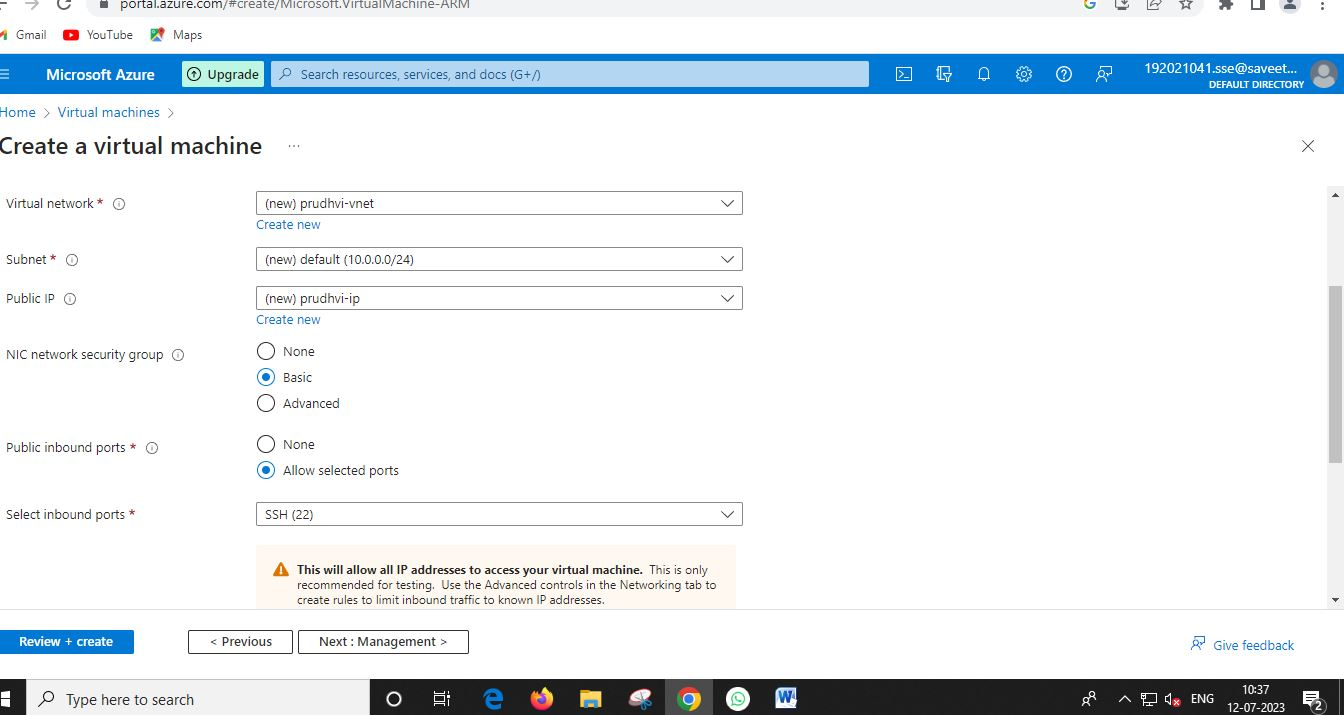 portal.azure.com/#create/Microsoft.VirtualMachine-ARM
Gmail YouTube Maps
Microsoft Azure Upgrade Search resources, services, and docs (G+/) 192021041.sse@saveet...
DEFAULT DIRECTORY
Home > Virtual machines >
Create a virtual machine ...
Virtual network * (new) prudhvi-vnet
Create new
Subnet * (new) default (10.0.0.0/24)
Public IP (new) prudhvi-ip
Create new
NIC network security group None
Basic
Advanced
Public inbound ports * None
Allow selected ports
Select inbound ports * SSH (22)
This will allow all IP addresses to access your virtual machine. This is only
recommended for testing. Use the Advanced controls in the Networking tab to
create rules to limit inbound traffic to known IP addresses.
Review + create < Previous Next : Management > Give feedback
Type here to search ENG 10:37
12-07-2023 2